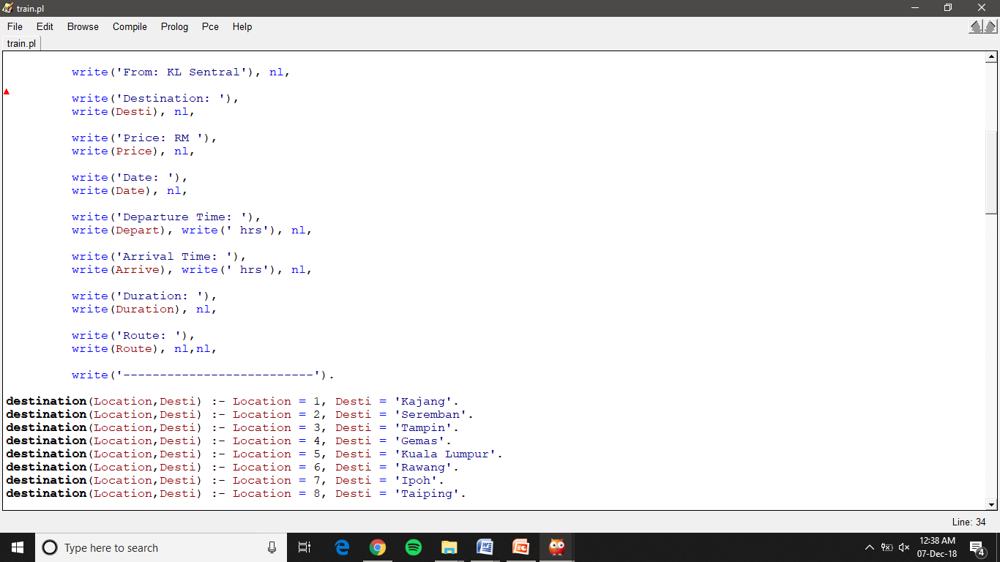 train.pl
File Edit Browse Compile Prolog Pce Help
train.pl
write('From: KL Sentral'), nl,
write('Destination: '),
write(Desti), nl,
write('Price: RM '),
write(Price), nl,
write('Date: '),
write(Date), nl,
write('Departure Time: '),
write(Depart), write(' hrs'), nl,
write('Arrival Time: '),
write(Arrive), write(' hrs'), nl,
write('Duration: '),
write(Duration), nl,
write('Route: '),
write(Route), nl,nl,
write('--------------------------').
destination(Location,Desti) :- Location = 1, Desti = 'Kajang'.
destination(Location,Desti) :- Location = 2, Desti = 'Seremban'.
destination(Location,Desti) :- Location = 3, Desti = 'Tampin'.
destination(Location,Desti) :- Location = 4, Desti = 'Gemas'.
destination(Location,Desti) :- Location = 5, Desti = 'Kuala Lumpur'.
destination(Location,Desti) :- Location = 6, Desti = 'Rawang'.
destination(Location,Desti) :- Location = 7, Desti = 'Ipoh'.
destination(Location,Desti) :- Location = 8, Desti = 'Taiping'.
Line: 34
Type here to search
12:38 AM
07-Dec-18
4